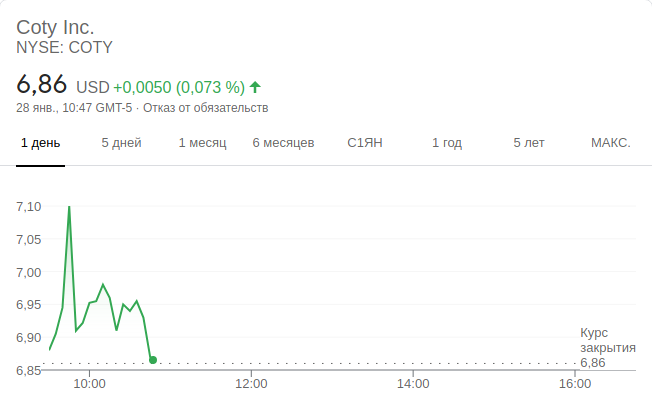 Coty Inc.
NYSE: COTY
6,86 USD +0,0050 (0,073 %)
28 янв., 10:47 GMT-5 · Отказ от обязательств
1 день 5 дней 1 месяц 6 месяцев С1ЯН 1 год 5 лет МАКС.
7,10
7,05
7,00
6,95
6,90
6,85
Курс
закрытия
6,86
10:00 12:00 14:00 16:00